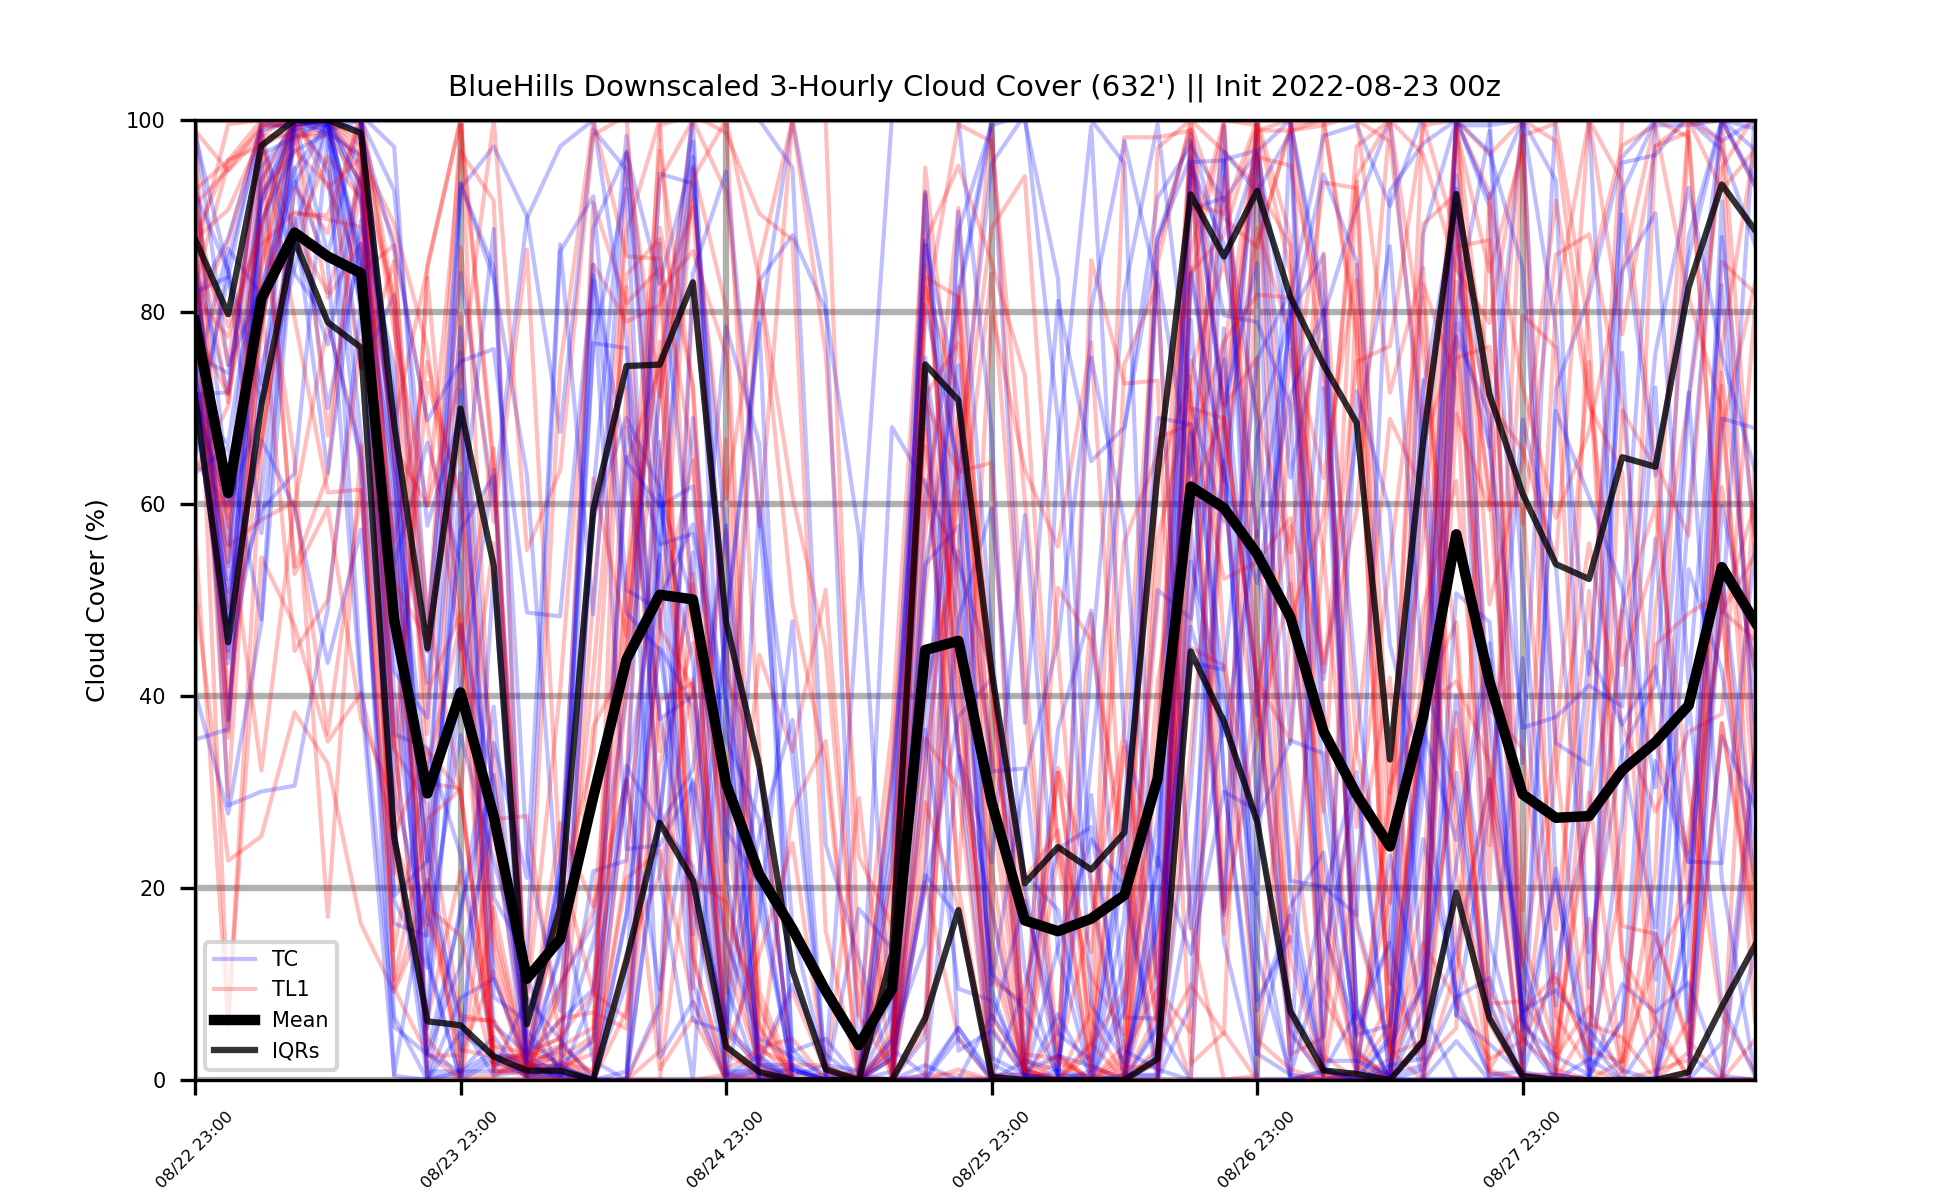 BlueHills Downscaled 3-Hourly Cloud Cover (632') || Init 2022-08-23 00z
Cloud Cover (%)
100
80
60
40
20
0
TC
TL1
Mean
IQRs
08/22 23:00
08/23 23:00
08/24 23:00
08/25 23:00
08/26 23:00
08/27 23:00